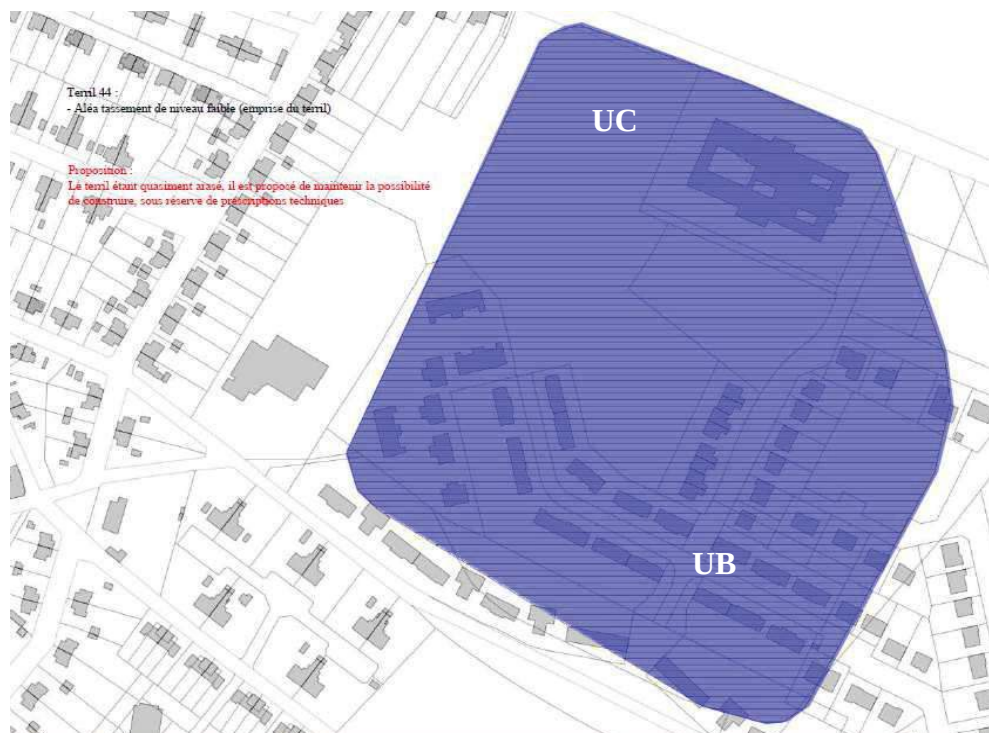 Terril 44 :
- Aléa tassement de niveau faible (emprise du terril)
Proposition :
Le terril étant quasiment arasé, il est proposé de maintenir la possibilité
de construire, sous réserve de prescriptions techniques
UC
UB